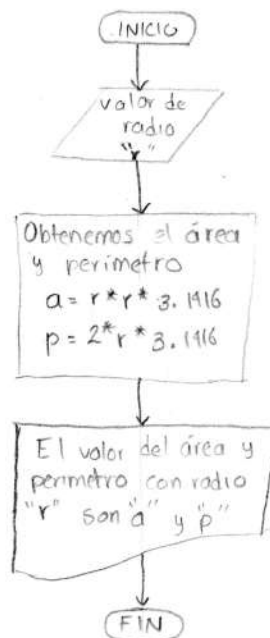 INICIO
valor de
radio
"r"
Obtenemos el área
y perímetro
a = r * r * 3.1416
p = 2 * r * 3.1416
El valor del área y
perimetro con radio
"r" son "a" y "p"
FIN